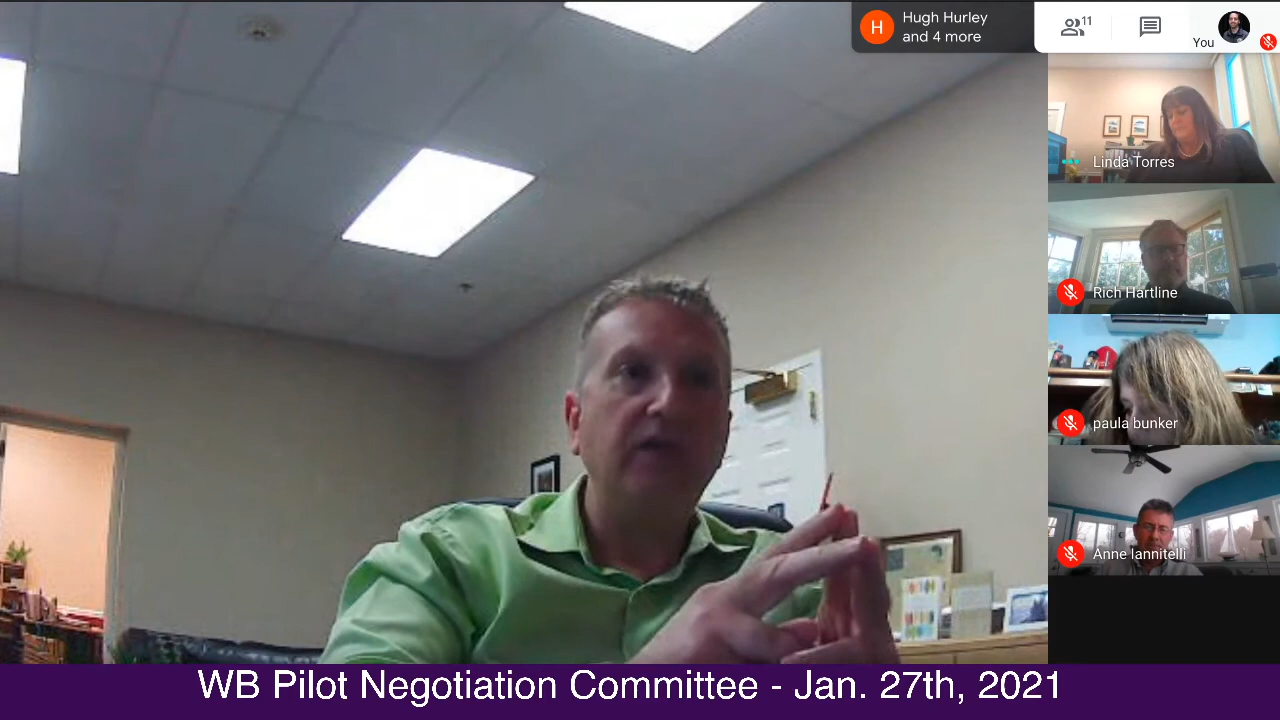 H
Hugh Hurley
and 4 more
11
You
Linda Torres
Rich Hartline
paula bunker
Anne Iannitelli
WB Pilot Negotiation Committee - Jan. 27th, 2021